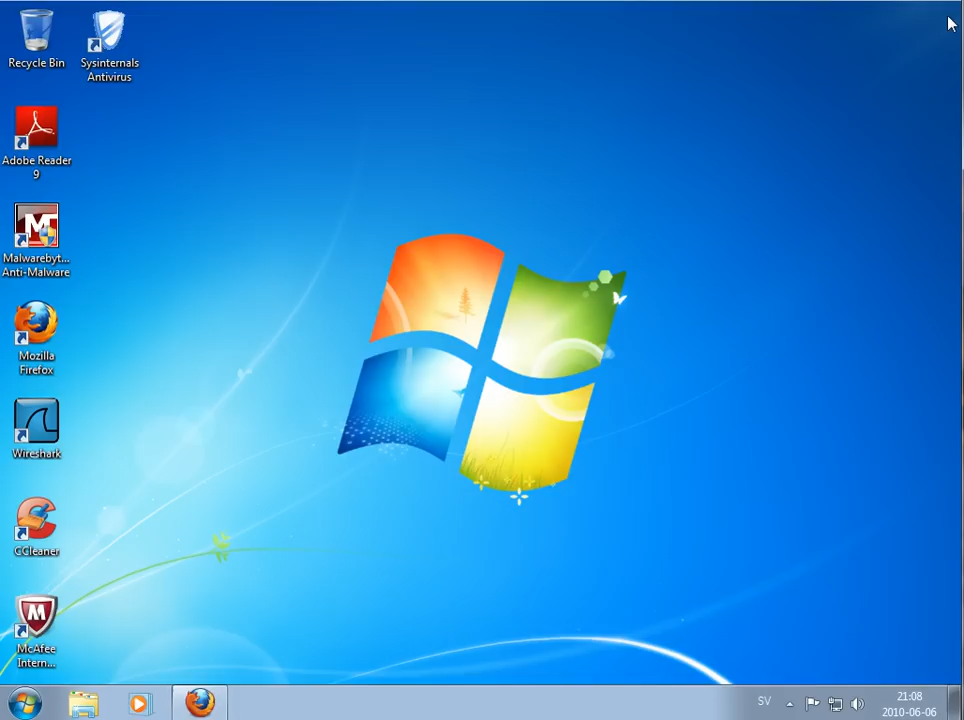 Recycle Bin
Sysinternals
Antivirus
Adobe Reader
9
Malwarebyt...
Anti-Malware
Mozilla
Firefox
Wireshark
CCleaner
McAfee
Intern...
SV
21:08
2010-06-06